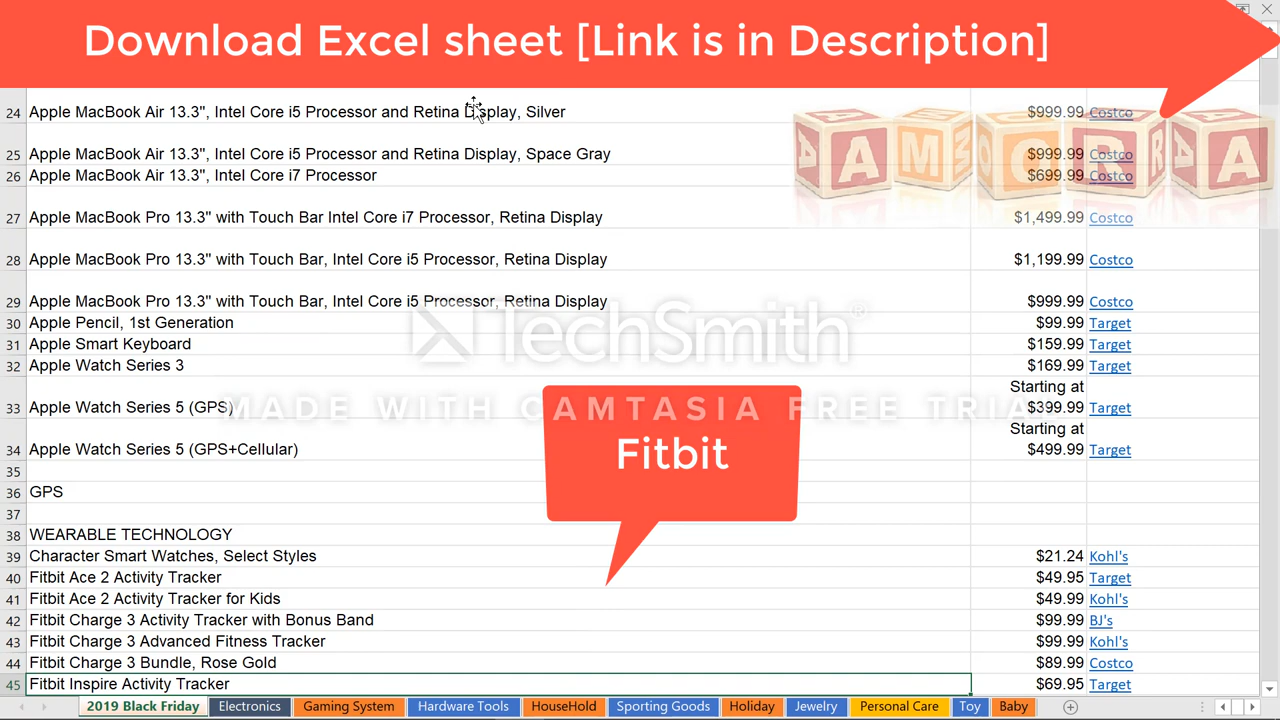 Download Excel sheet [Link is in Description]
24 Apple MacBook Air 13.3", Intel Core i5 Processor and Retina Display, Silver $999.99 Costco
25 Apple MacBook Air 13.3", Intel Core i5 Processor and Retina Display, Space Gray $999.99 Costco
26 Apple MacBook Air 13.3", Intel Core i7 Processor $699.99 Costco
27 Apple MacBook Pro 13.3" with Touch Bar Intel Core i7 Processor, Retina Display $1,499.99 Costco
28 Apple MacBook Pro 13.3" with Touch Bar, Intel Core i5 Processor, Retina Display $1,199.99 Costco
29 Apple MacBook Pro 13.3" with Touch Bar, Intel Core i5 Processor, Retina Display $999.99 Costco
30 Apple Pencil, 1st Generation $99.99 Target
31 Apple Smart Keyboard $159.99 Target
32 Apple Watch Series 3 $169.99 Target
Starting at
33 Apple Watch Series 5 (GPS) $399.99 Target
Starting at
34 Apple Watch Series 5 (GPS+Cellular) $499.99 Target
35
36 GPS
37
38 WEARABLE TECHNOLOGY
39 Character Smart Watches, Select Styles $21.24 Kohl's
40 Fitbit Ace 2 Activity Tracker $49.95 Target
41 Fitbit Ace 2 Activity Tracker for Kids $49.99 Kohl's
42 Fitbit Charge 3 Activity Tracker with Bonus Band $99.99 BJ's
43 Fitbit Charge 3 Advanced Fitness Tracker $99.99 Kohl's
44 Fitbit Charge 3 Bundle, Rose Gold $89.99 Costco
45 Fitbit Inspire Activity Tracker $69.95 Target
AMSORRA
TechSmith®
MADE WITH CAMTASIA FREE TRIAL
Fitbit
2019 Black Friday Electronics Gaming System Hardware Tools HouseHold Sporting Goods Holiday Jewelry Personal Care Toy Baby